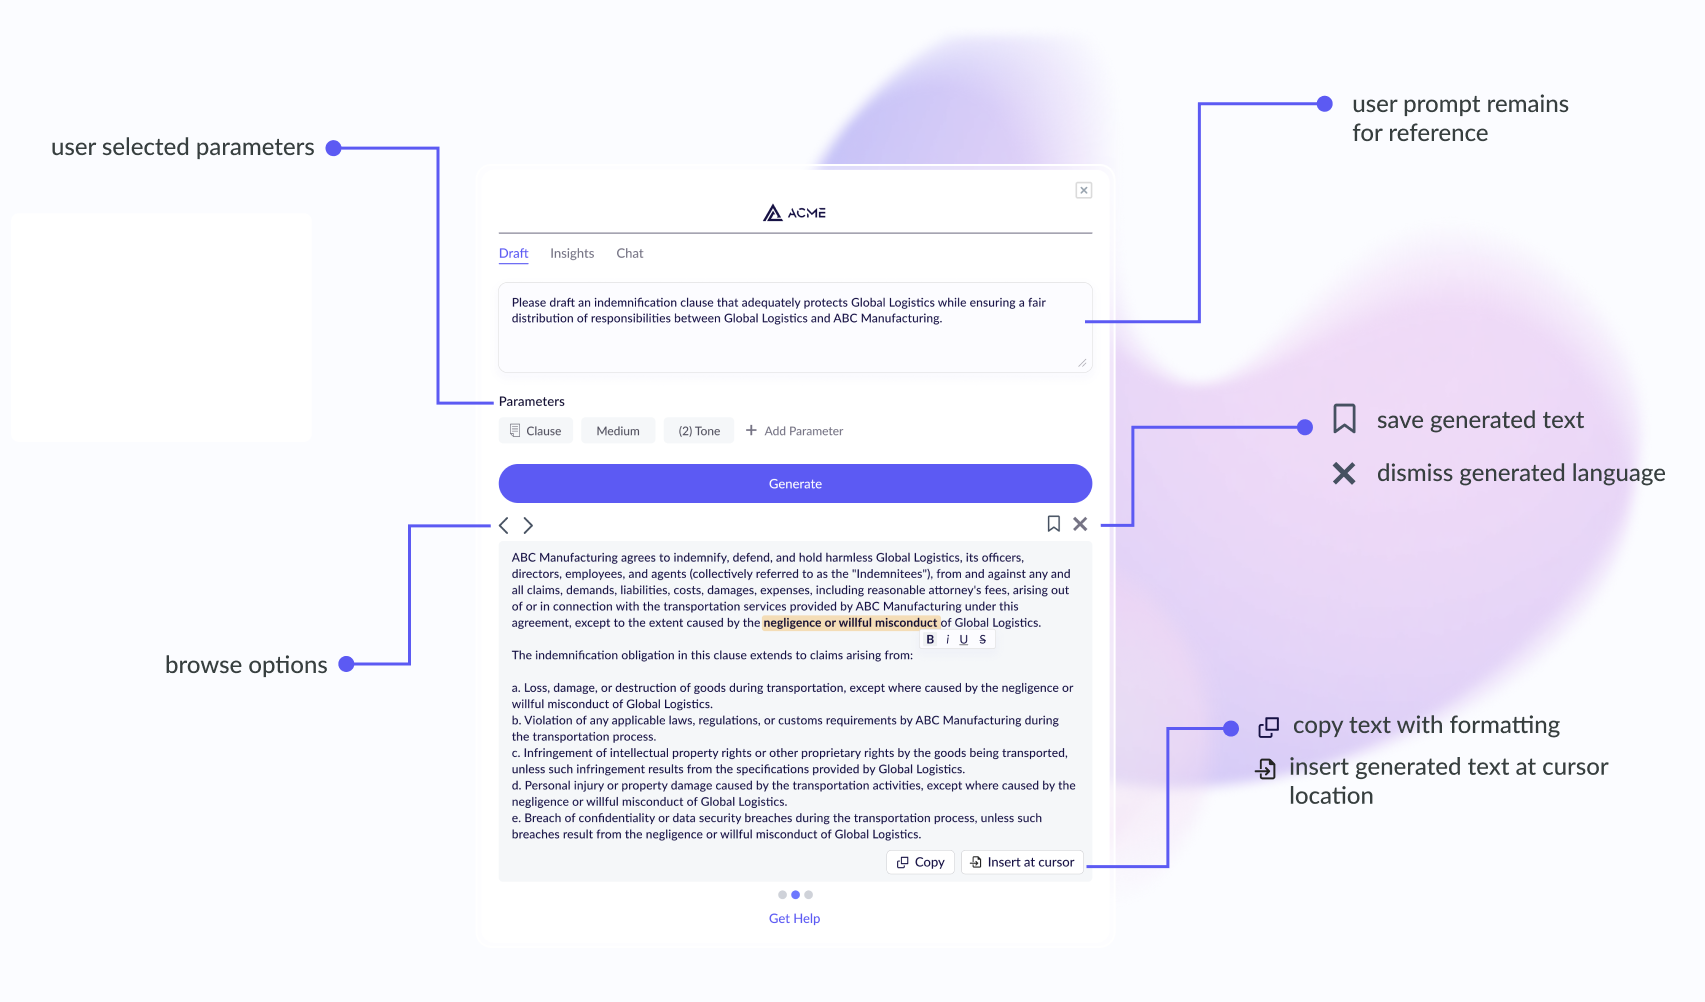 user prompt remains
for reference
user selected parameters
ACME
Draft Insights Chat
Please draft an indemnification clause that adequately protects Global Logistics while ensuring a fair
distribution of responsibilities between Global Logistics and ABC Manufacturing.
Parameters
Clause Medium (2) Tone + Add Parameter
save generated text
dismiss generated language
Generate
ABC Manufacturing agrees to indemnify, defend, and hold harmless Global Logistics, its officers,
directors, employees, and agents (collectively referred to as the "Indemnitees"), from and against any and
all claims, demands, liabilities, costs, damages, expenses, including reasonable attorney's fees, arising out
of or in connection with the transportation services provided by ABC Manufacturing under this
agreement, except to the extent caused by the negligence or willful misconduct of Global Logistics.
B i U S
The indemnification obligation in this clause extends to claims arising from:
browse options
a. Loss, damage, or destruction of goods during transportation, except where caused by the negligence or
willful misconduct of Global Logistics.
b. Violation of any applicable laws, regulations, or customs requirements by ABC Manufacturing during
the transportation process.
c. Infringement of intellectual property rights or other proprietary rights by the goods being transported,
unless such infringement results from the specifications provided by Global Logistics.
d. Personal injury or property damage caused by the transportation activities, except where caused by the
negligence or willful misconduct of Global Logistics.
e. Breach of confidentiality or data security breaches during the transportation process, unless such
breaches result from the negligence or willful misconduct of Global Logistics.
copy text with formatting
insert generated text at cursor
location
Copy Insert at cursor
Get Help